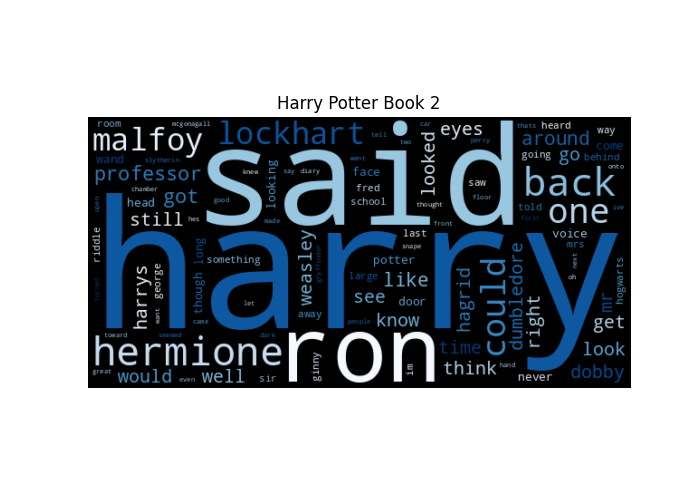 Harry Potter Book 2
room
mcgonagall
malfoy
lockhart
tell
car
two
percy
eyes
thats
heard
way
around
come
wand
slytherin
professor
knew
say
diary
went
face
looked
saw
going
go
behind
onto
said
looking
chamber
head
got
good
fred
school
thought
floor
back
told
first
ive
one
open
still
hes
made
front
voice
riddle
harry
last
snape
mrs
though
long
something
weasley
gryffindor
potter
like
hagrid
could
dumbledore
oh
next
hogwarts
harrys
george
want
large
see
door
right
mr
let
came
away
people
know
get
toward
seemed
dark
hermione
ron
time
look
great
would
even
well
sir
ginny
im
think
hand
never
dobby